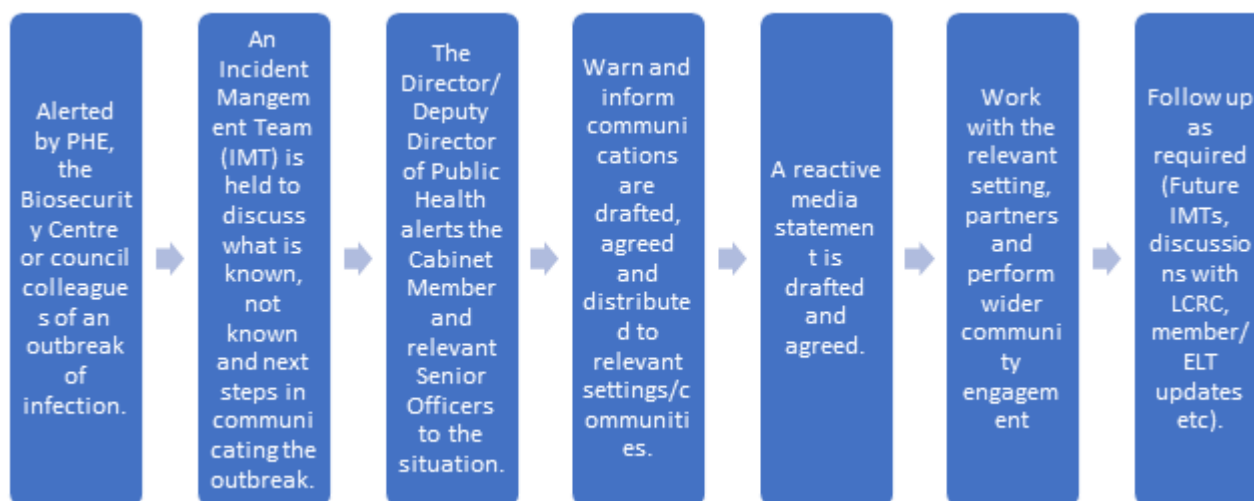 Alerted
by PHE,
the
Biosecurit
y Centre
or council
colleague
s of an
outbreak
of
infection.
An
Incident
Mangem
ent Team
(IMT) is
held to
discuss
what is
known,
not
known
and next
steps in
communi
cating the
outbreak.
The
Director/
Deputy
Director
of Public
Health
alerts the
Cabinet
Member
and
relevant
Senior
Officers
to the
situation.
Warn and
inform
communi
cations
are
drafted,
agreed
and
distribute
d to
relevant
settings/c
ommuniti
es.
A reactive
media
statemen
t is
drafted
and
agreed.
Work
with the
relevant
setting,
partners
and
perform
wider
communi
ty
engagem
ent
Follow up
as
required
(Future
IMTs,
discussio
ns with
LCRC,
member/
ELT
updates
etc).